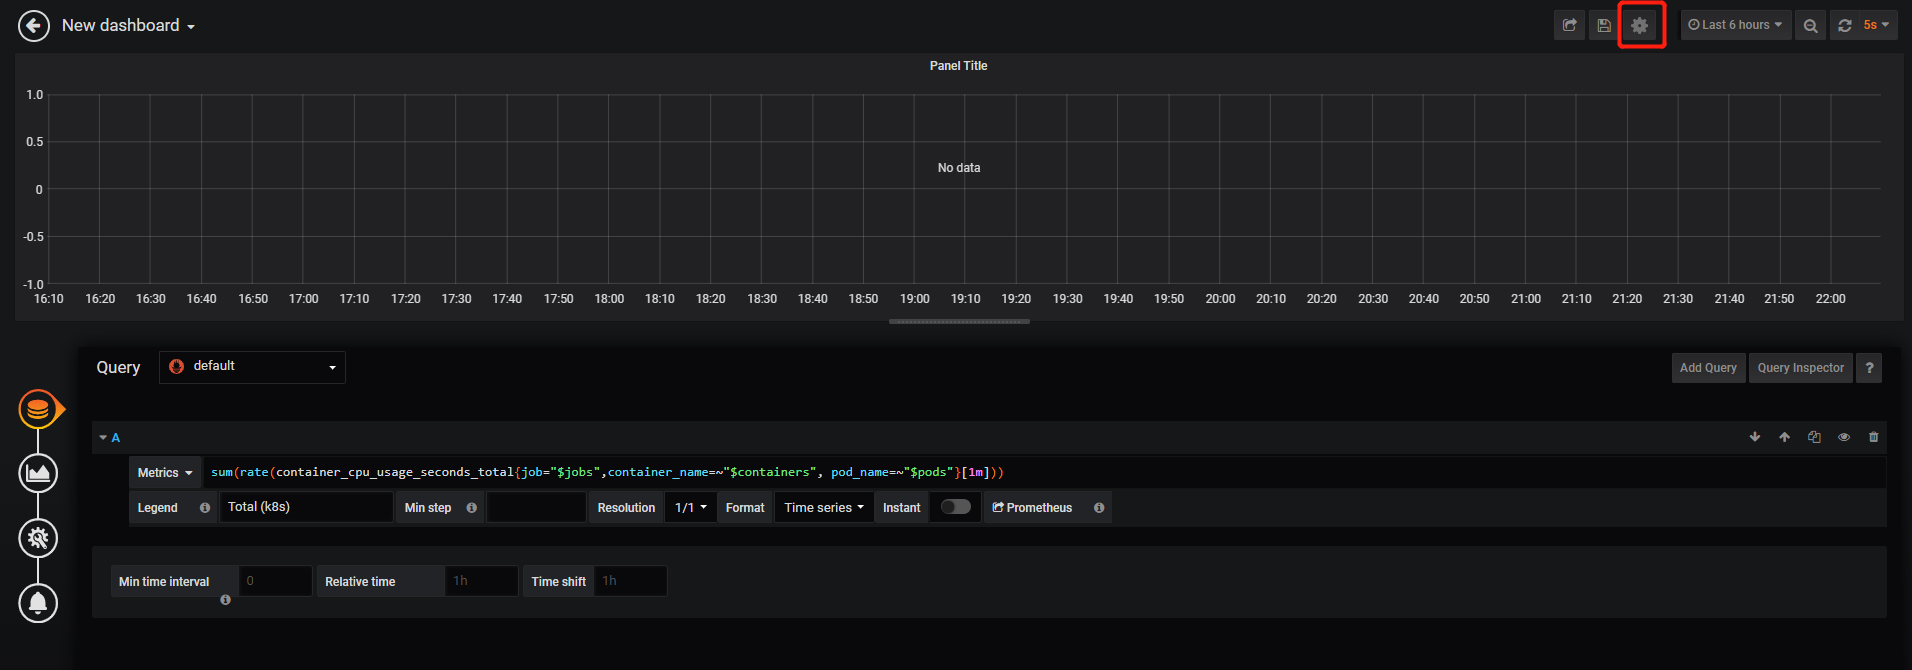 New dashboard
Last 6 hours
5s
Panel Title
1.0
0.5
No data
0
-0.5
-1.0
16:10 16:20 16:30 16:40 16:50 17:00 17:10 17:20 17:30 17:40 17:50 18:00 18:10 18:20 18:30 18:40 18:50 19:00 19:10 19:20 19:30 19:40 19:50 20:00 20:10 20:20 20:30 20:40 20:50 21:00 21:10 21:20 21:30 21:40 21:50 22:00
Query default Add Query Query Inspector ?
A
Metrics sum(rate(container_cpu_usage_seconds_total{job="$jobs",container_name=~"$containers", pod_name=~"$pods"}[1m]))
Legend Total (k8s) Min step Resolution 1/1 Format Time series Instant Prometheus
Min time interval 0 Relative time 1h Time shift 1h